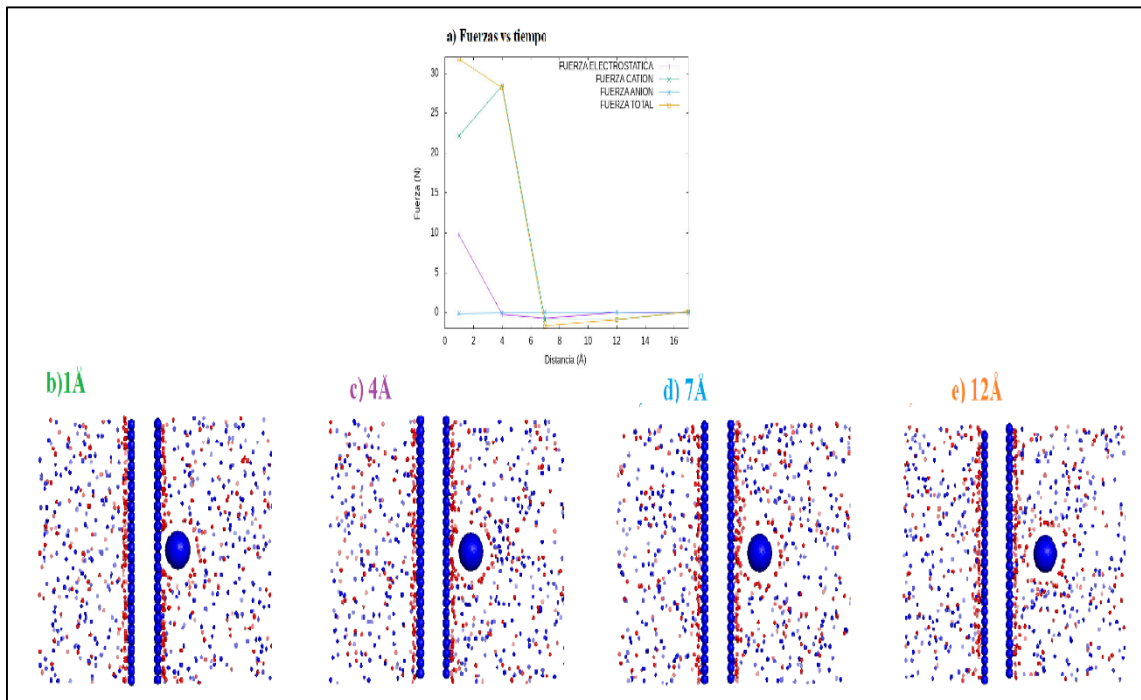 a) Fuerzas vs tiempo
FUERZA ELECTROSTATICA
FUERZA CATION
FUERZA ANION
FUERZA TOTAL
30
25
20
15
10
5
0
Fuerza (N)
0 2 4 6 8 10 12 14 16
Distancia (Å)
b)1Å
c) 4Å
d) 7Å
e) 12Å